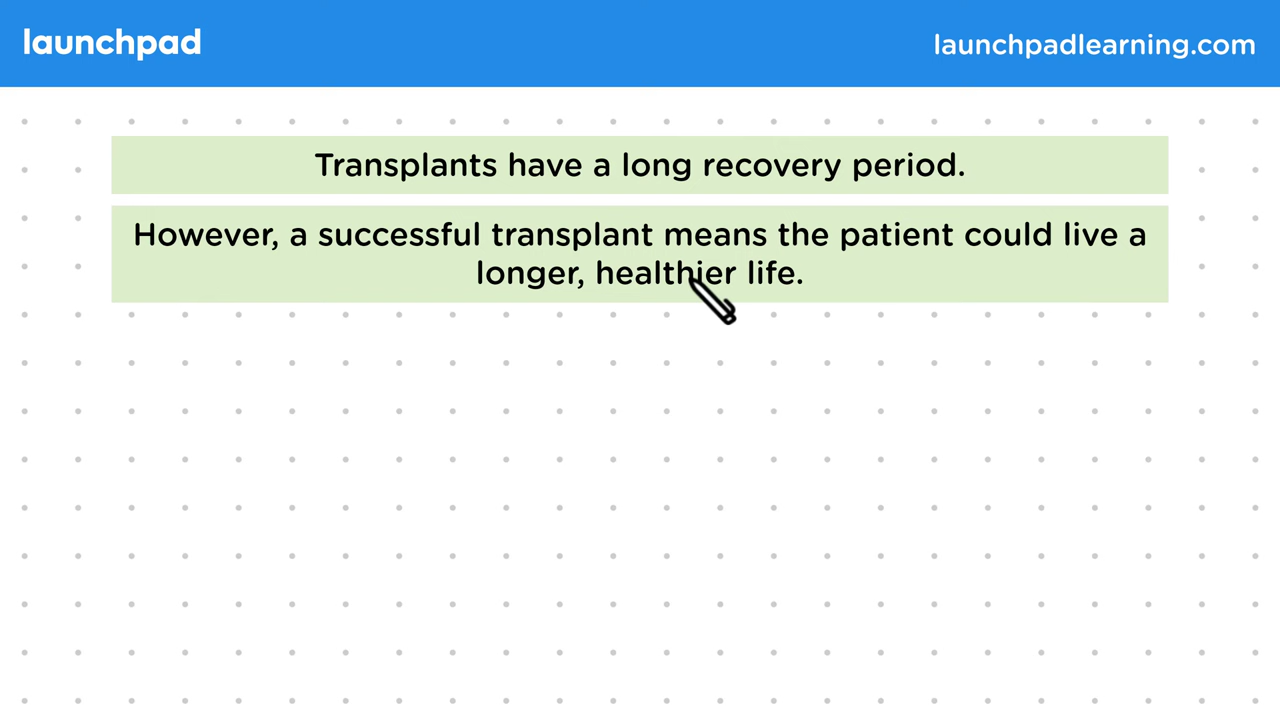 launchpad
launchpadlearning.com
Transplants have a long recovery period.
However, a successful transplant means the patient could live a
longer, healthier life.